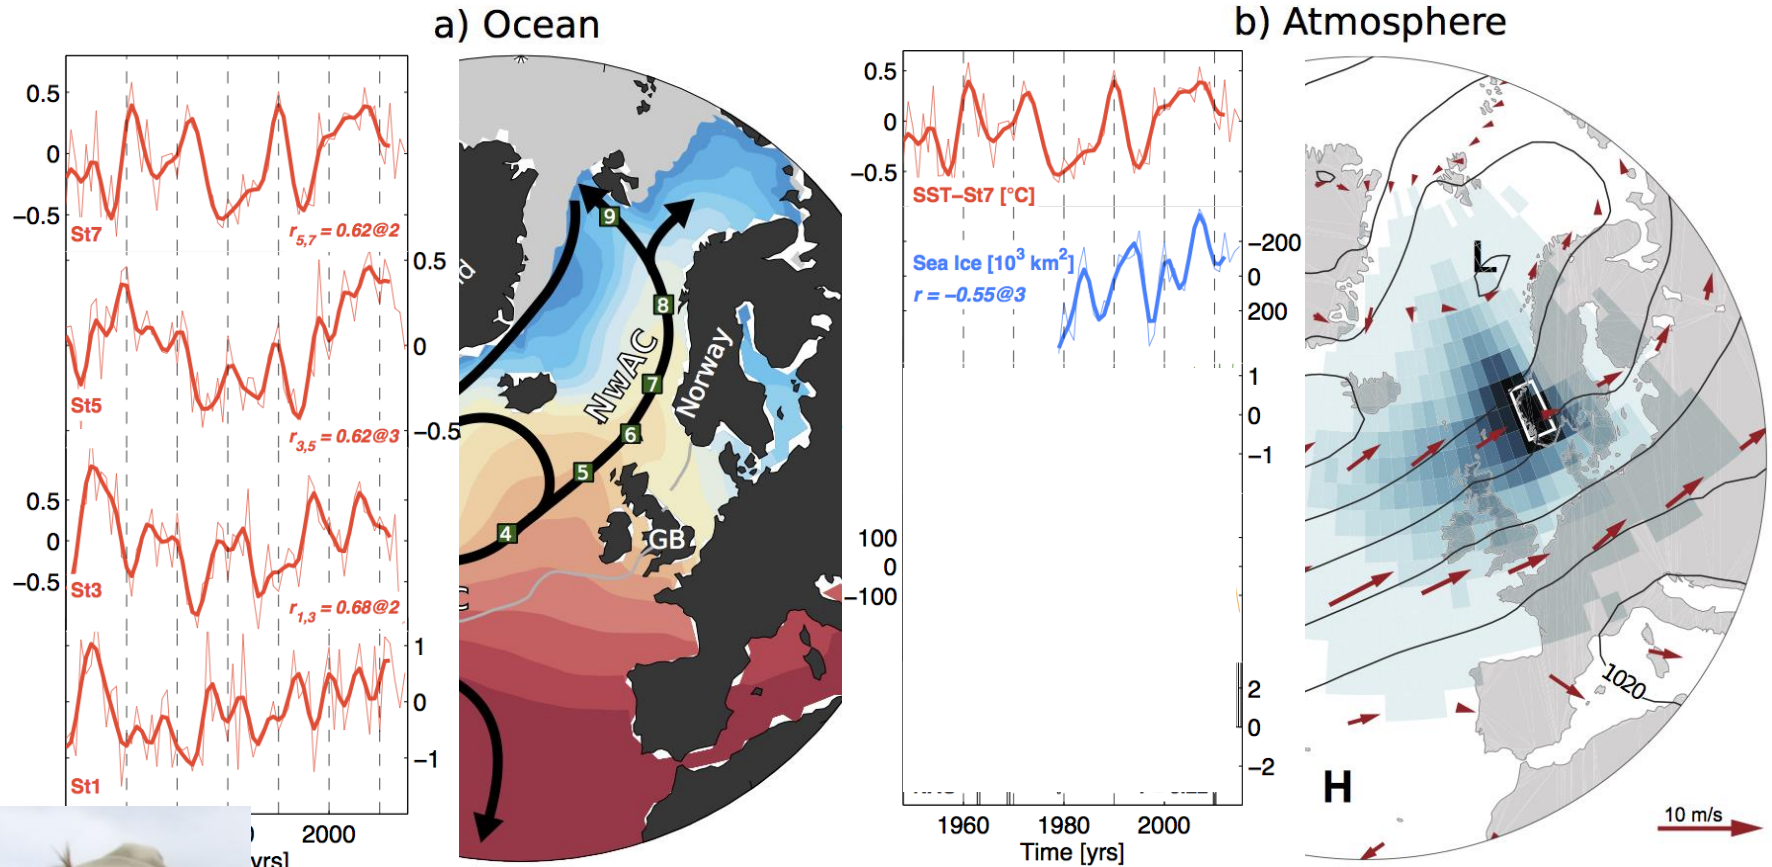 a) Ocean
b) Atmosphere
0.5
0
−0.5
St7
r5,7 = 0.62@2
0.5
0
−0.5
St5
r3,5 = 0.62@3
0.5
0
−0.5
St3
r1,3 = 0.68@2
1
0
−1
St1
2000
yrs]
9
8
7
6
5
4
NwAC
Norway
GB
0.5
0
−0.5
SST−St7 [°C]
Sea Ice [10³ km²]
r = −0.55@3
−200
0
200
1
0
−1
100
0
−100
2
0
−2
1960
1980
2000
Time [yrs]
L
H
1020
10 m/s